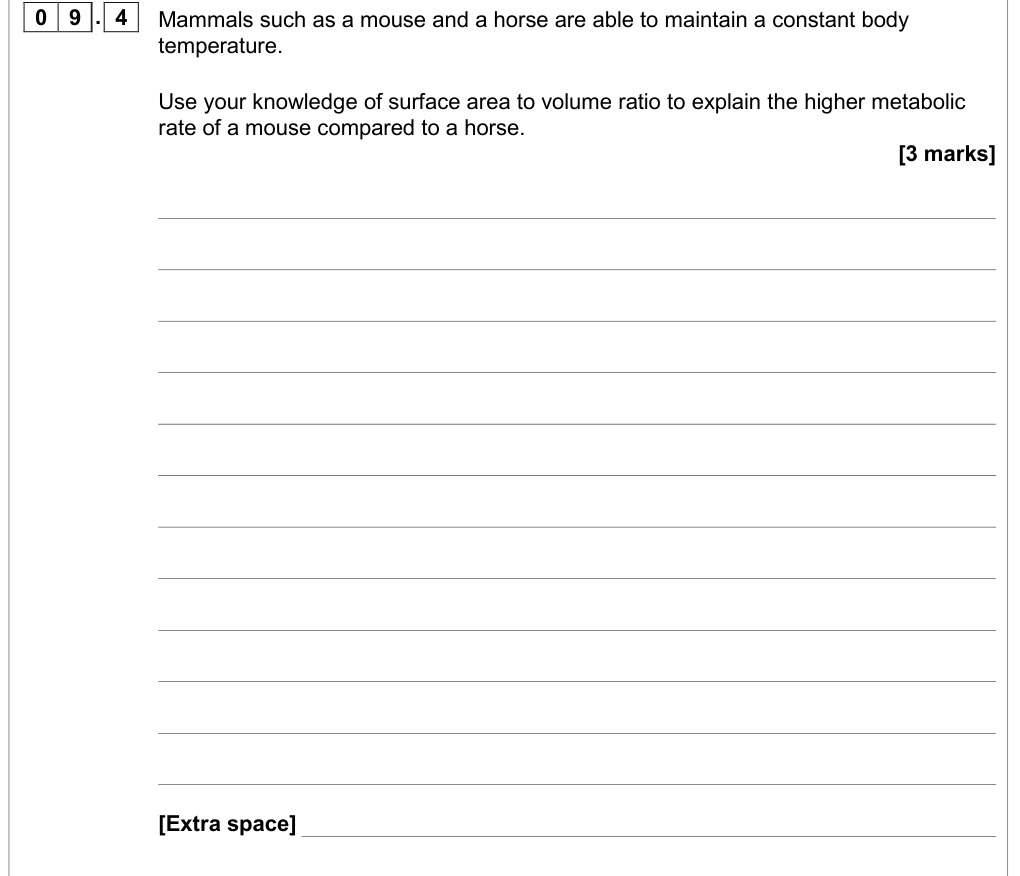 0 9 . 4 Mammals such as a mouse and a horse are able to maintain a constant body
temperature.
Use your knowledge of surface area to volume ratio to explain the higher metabolic
rate of a mouse compared to a horse.
[3 marks]
[Extra space]